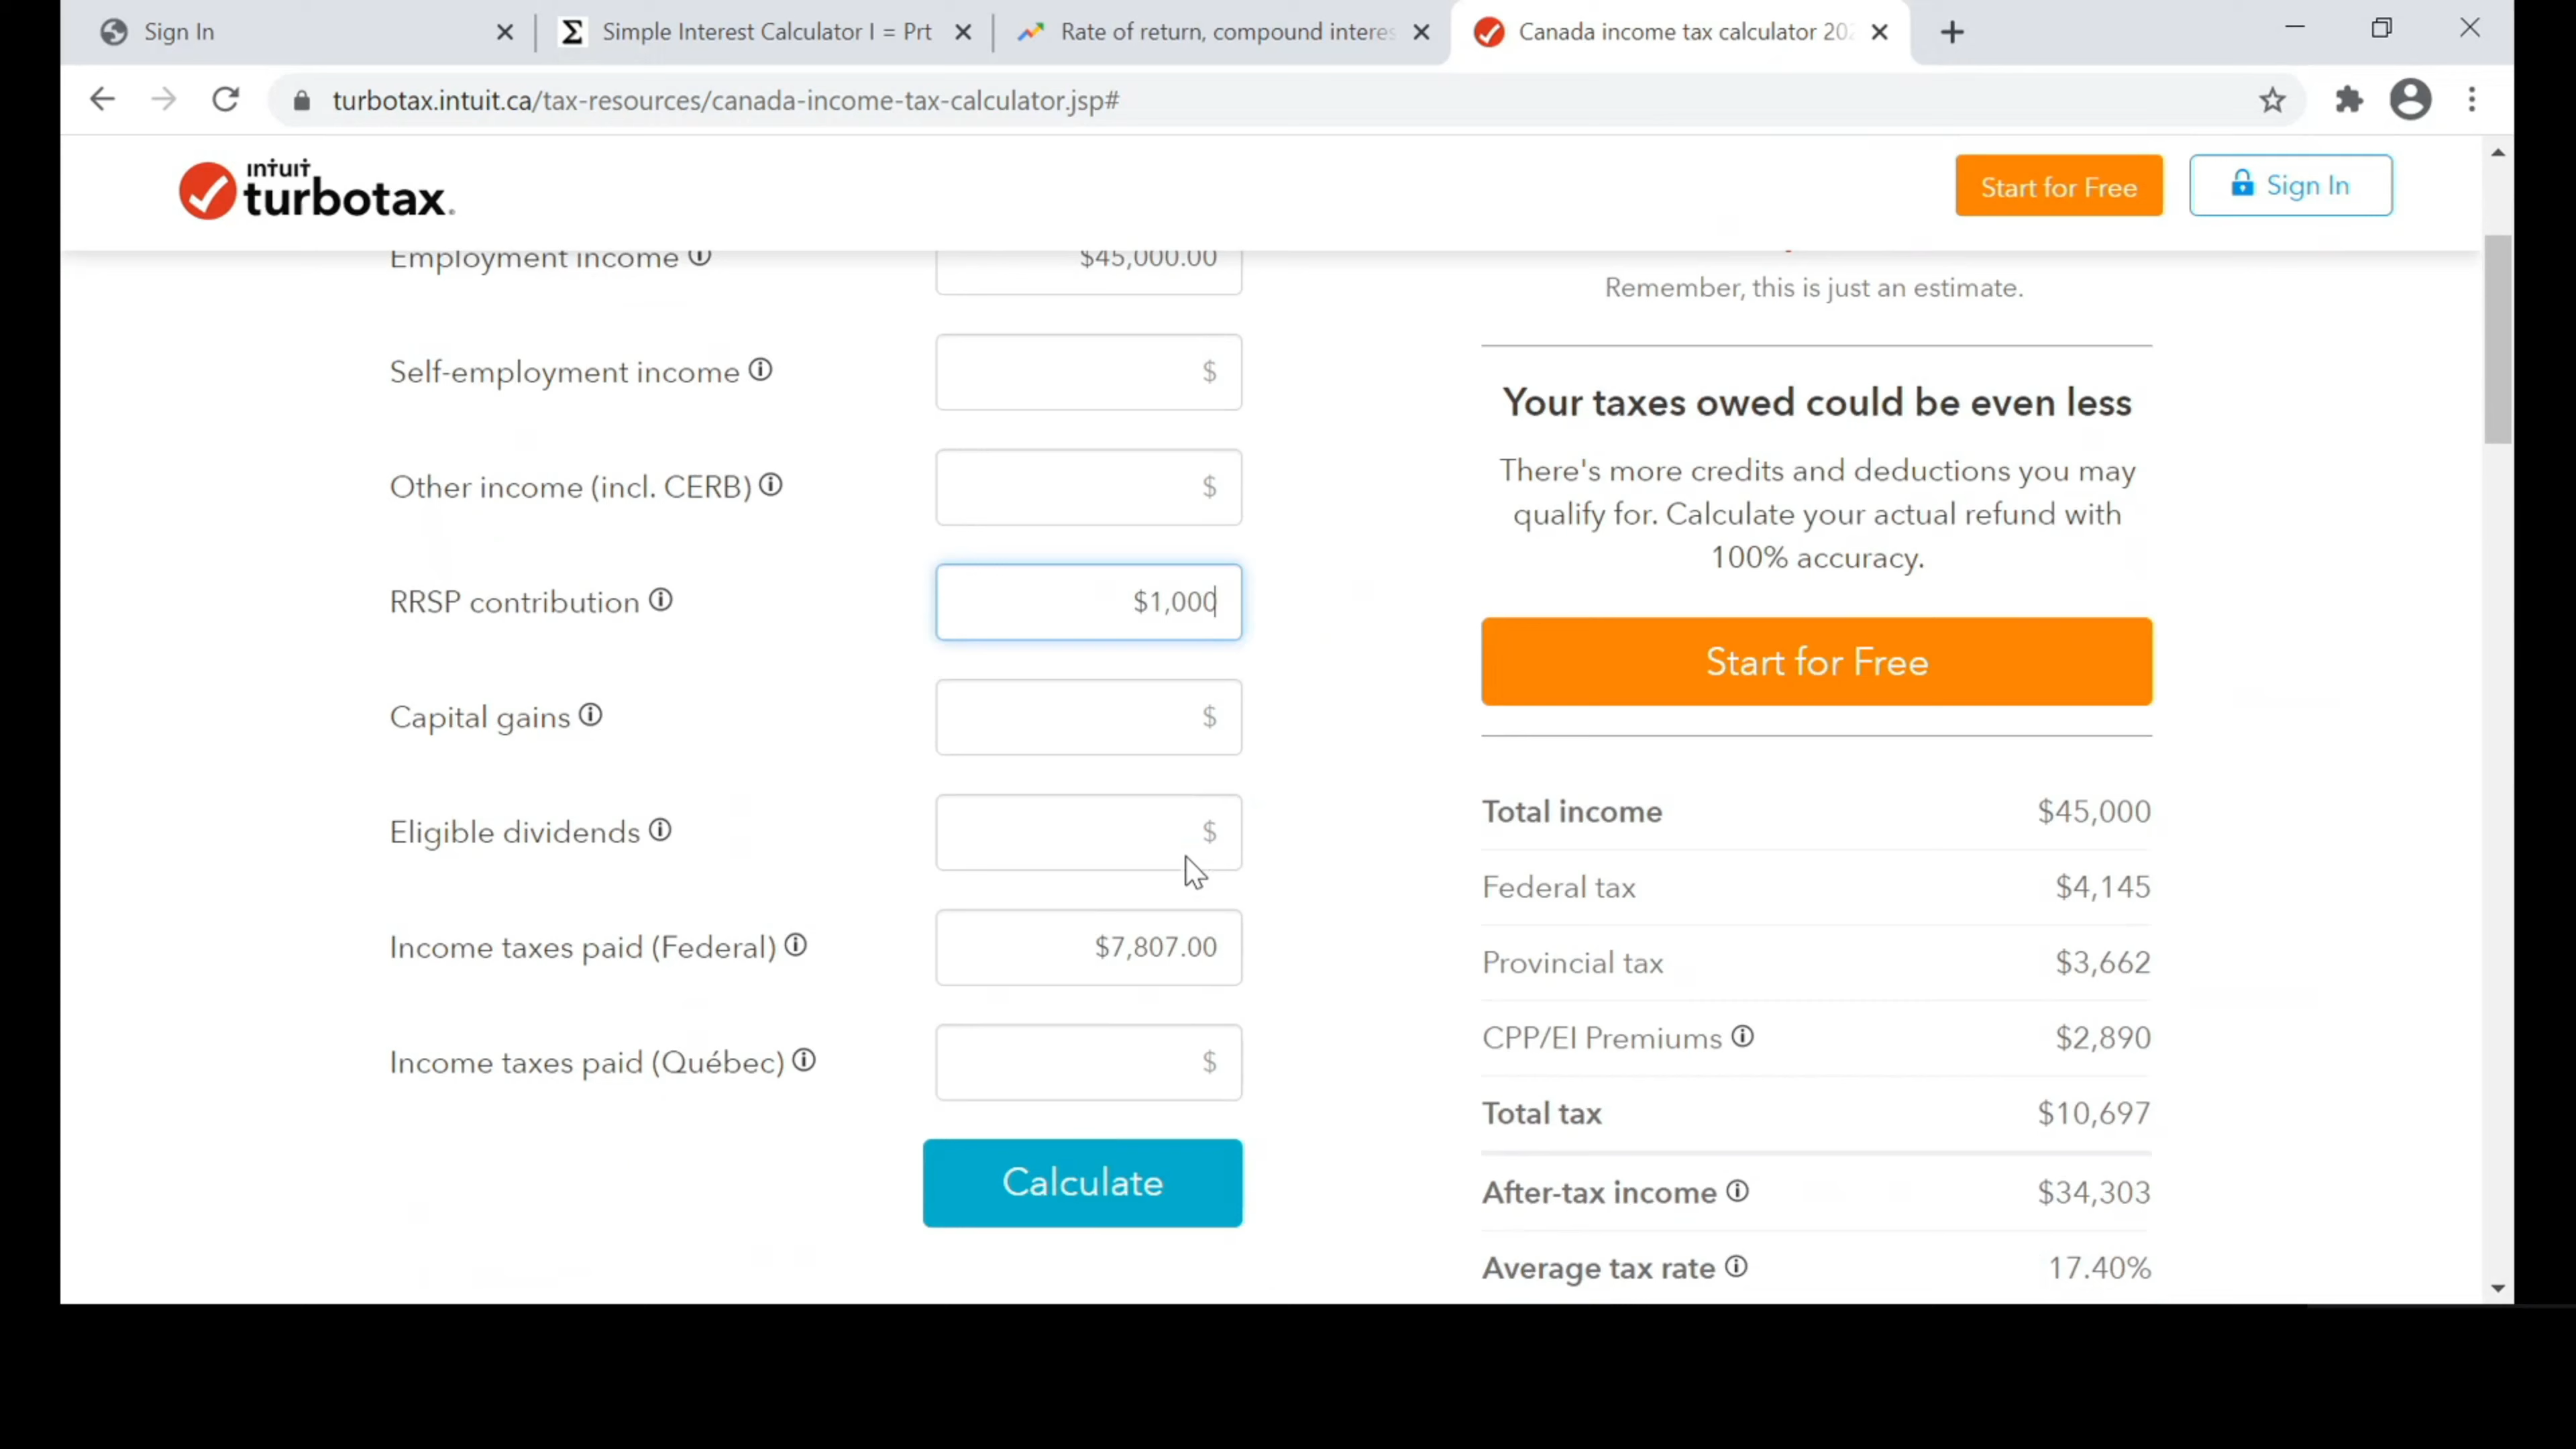 Sign In
Simple Interest Calculator I = Prt
Rate of return, compound interes
Canada income tax calculator 202
turbotax.intuit.ca/tax-resources/canada-income-tax-calculator.jsp#
intuit
turbotax.
Start for Free
Sign In
Employment income
$45,000.00
Self-employment income
$
Other income (incl. CERB)
$
RRSP contribution
$1,000
Capital gains
$
Eligible dividends
$
Income taxes paid (Federal)
$7,807.00
Income taxes paid (Québec)
$
Calculate
Remember, this is just an estimate.
Your taxes owed could be even less
There's more credits and deductions you may
qualify for. Calculate your actual refund with
100% accuracy.
Start for Free
Total income $45,000
Federal tax $4,145
Provincial tax $3,662
CPP/EI Premiums $2,890
Total tax $10,697
After-tax income $34,303
Average tax rate 17.40%